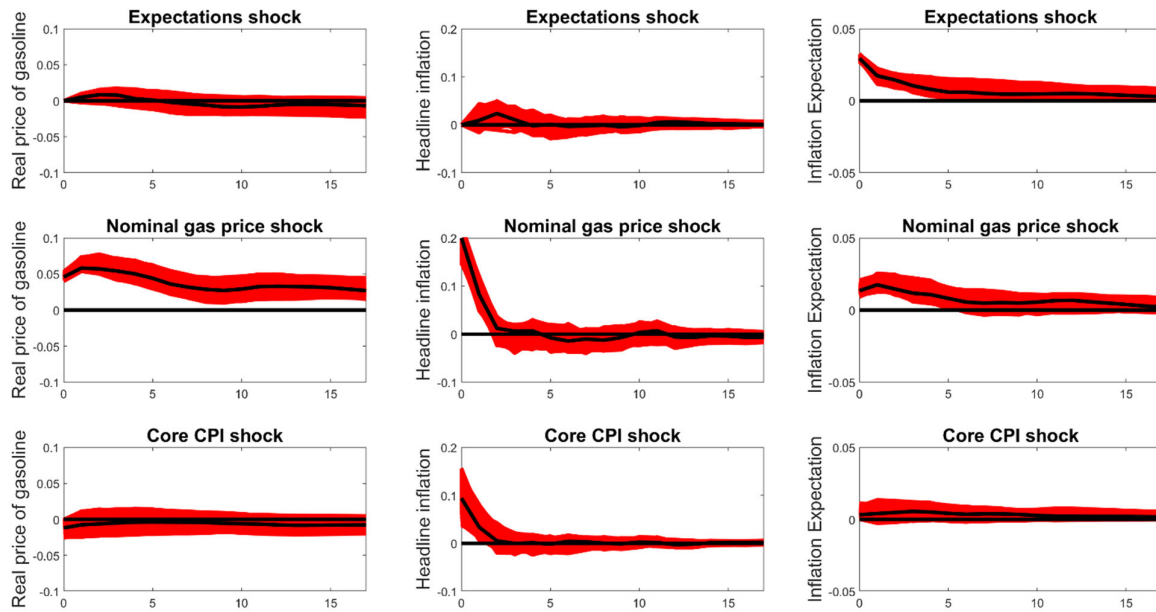 Expectations shock
Real price of gasoline
0.1
0.05
0
-0.05
-0.1
0 5 10 15
Expectations shock
Headline inflation
0.2
0.1
0
-0.1
0 5 10 15
Expectations shock
Inflation Expectation
0.05
0
-0.05
0 5 10 15
Nominal gas price shock
Real price of gasoline
0.1
0.05
0
-0.05
-0.1
0 5 10 15
Nominal gas price shock
Headline inflation
0.2
0.1
0
-0.1
0 5 10 15
Nominal gas price shock
Inflation Expectation
0.05
0
-0.05
0 5 10 15
Core CPI shock
Real price of gasoline
0.1
0.05
0
-0.05
-0.1
0 5 10 15
Core CPI shock
Headline inflation
0.2
0.1
0
-0.1
0 5 10 15
Core CPI shock
Inflation Expectation
0.05
0
-0.05
0 5 10 15